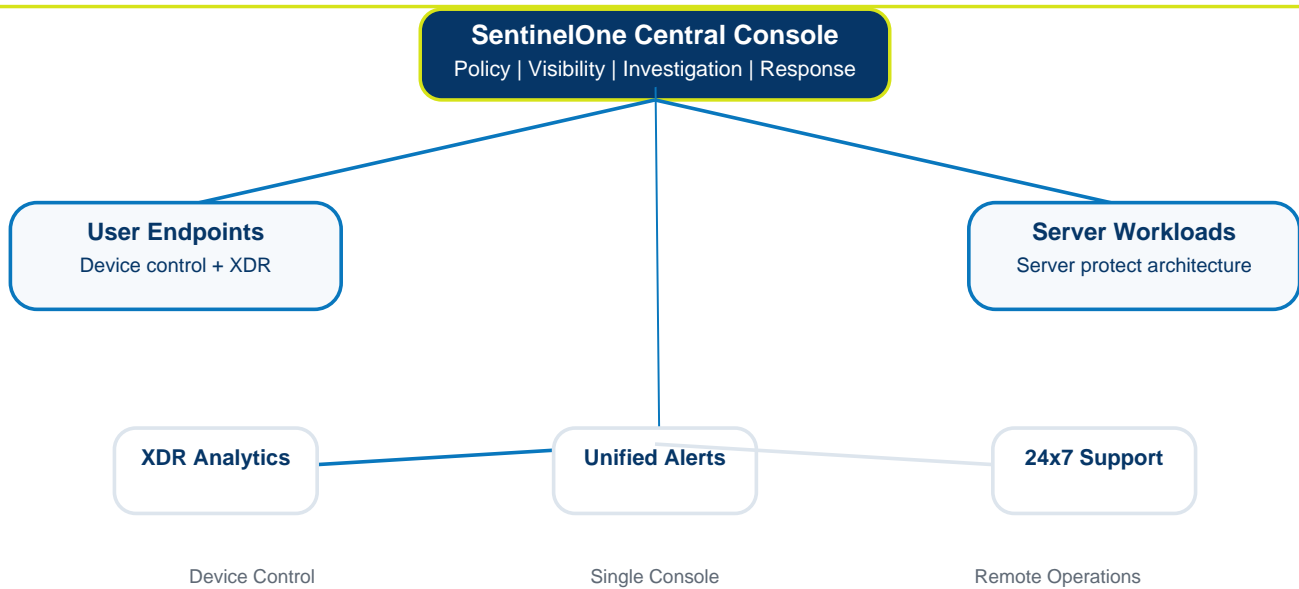 SentinelOne Central Console
Policy | Visibility | Investigation | Response
User Endpoints
Device control + XDR
Server Workloads
Server protect architecture
XDR Analytics
Unified Alerts
24x7 Support
Device Control
Single Console
Remote Operations